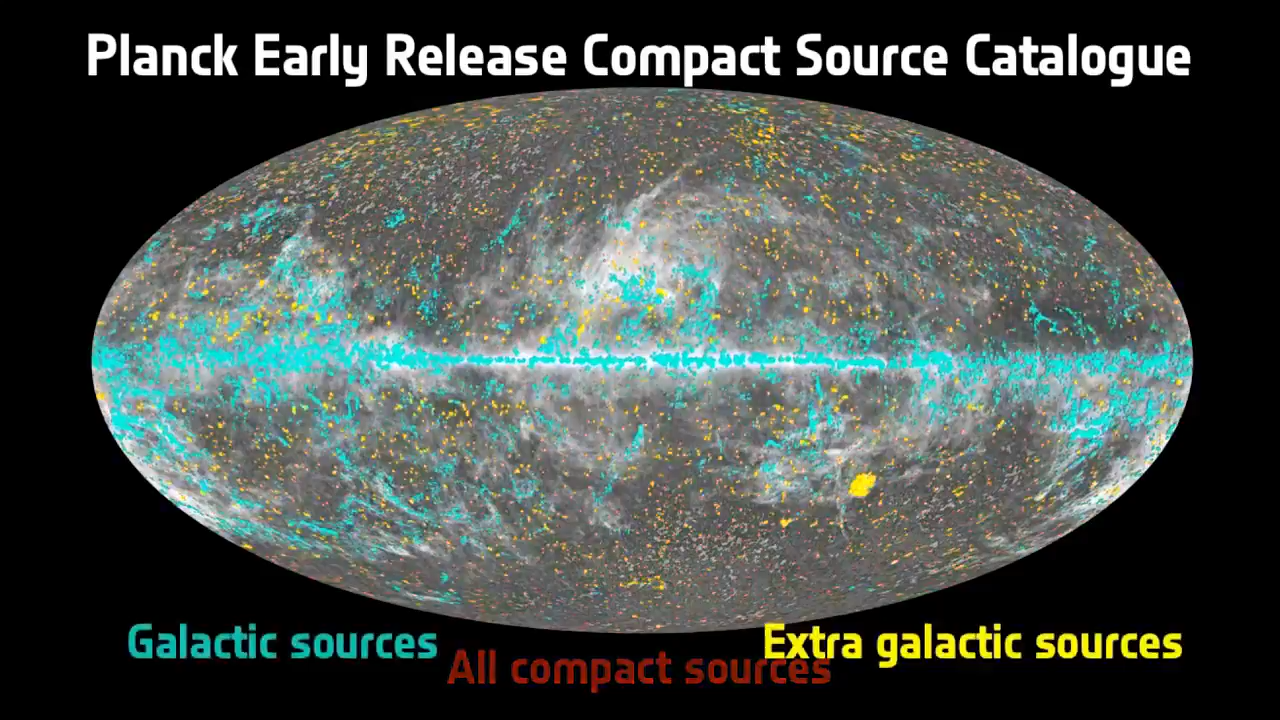 Planck Early Release Compact Source Catalogue
Galactic sources
Extra galactic sources
All compact sources